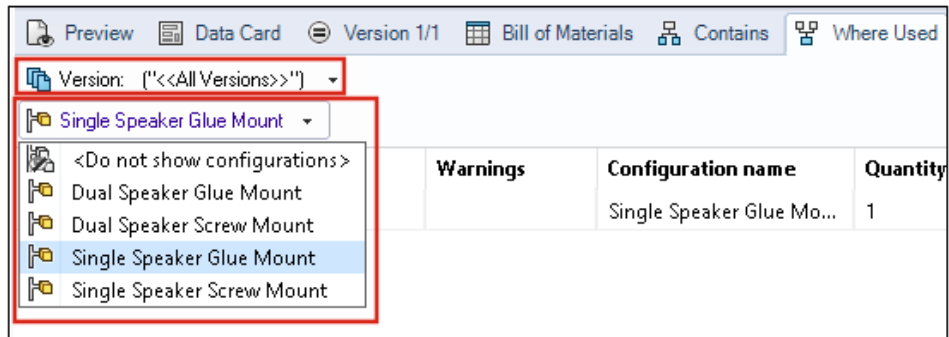 Preview Data Card Version 1/1 Bill of Materials Contains Where Used
Version: ("<<All Versions>>")
Single Speaker Glue Mount
<Do not show configurations> Warnings Configuration name Quantity
Dual Speaker Glue Mount Single Speaker Glue Mo... 1
Dual Speaker Screw Mount
Single Speaker Glue Mount
Single Speaker Screw Mount